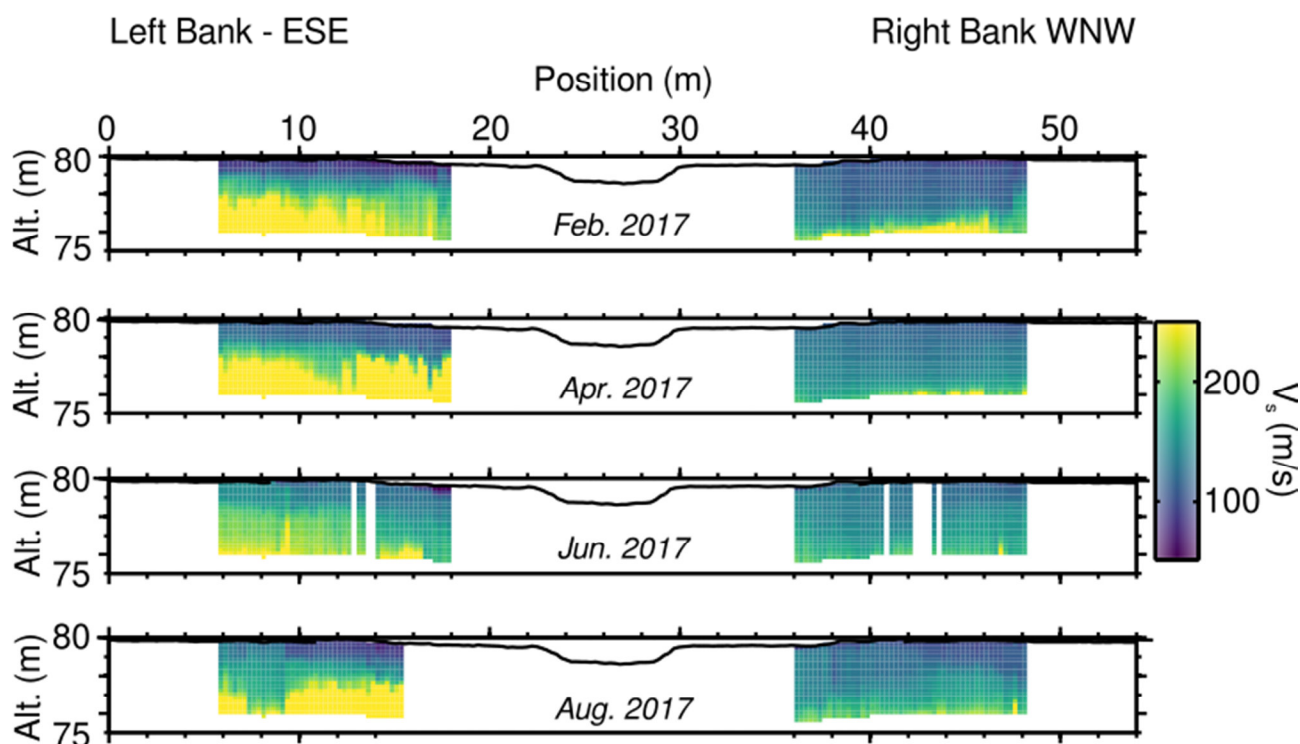 Left Bank - ESE Right Bank WNW
Position (m)
0 10 20 30 40 50
80
Alt. (m)
75
Feb. 2017
80
Alt. (m)
75
Apr. 2017
80
Alt. (m)
75
Jun. 2017
80
Alt. (m)
75
Aug. 2017
200
100
Vs (m/s)